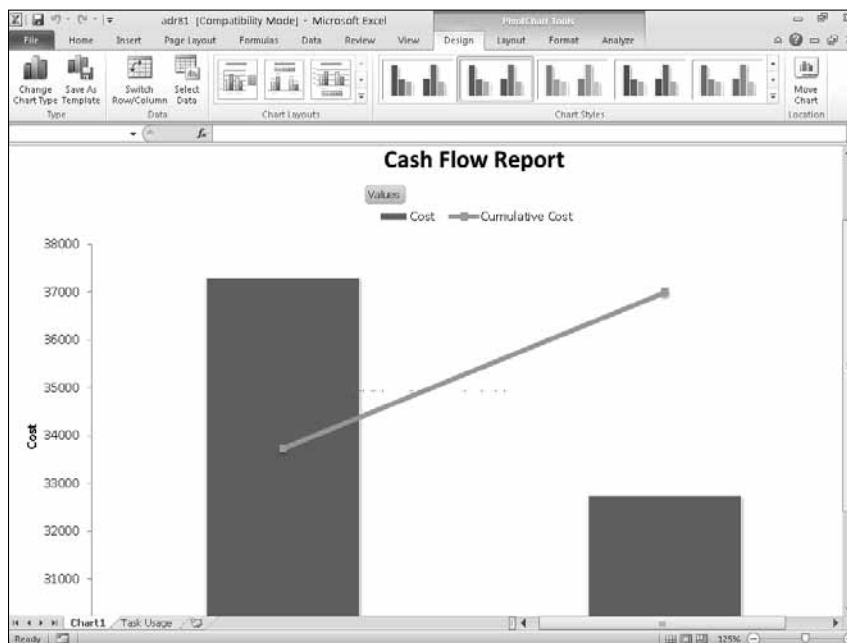 adr81 [Compatibility Mode] - Microsoft Excel
PivotChart Tools
File Home Insert Page Layout Formulas Data Review View Design Layout Format Analyze
Change Chart Type
Save As Template
Switch Row/Column
Select Data
Move Chart
Type Data Chart Layouts Chart Styles Location
fx
Cash Flow Report
Values
Cost Cumulative Cost
38000
37000
36000
35000
34000
33000
32000
31000
Cost
Chart1 Task Usage
Ready 125%